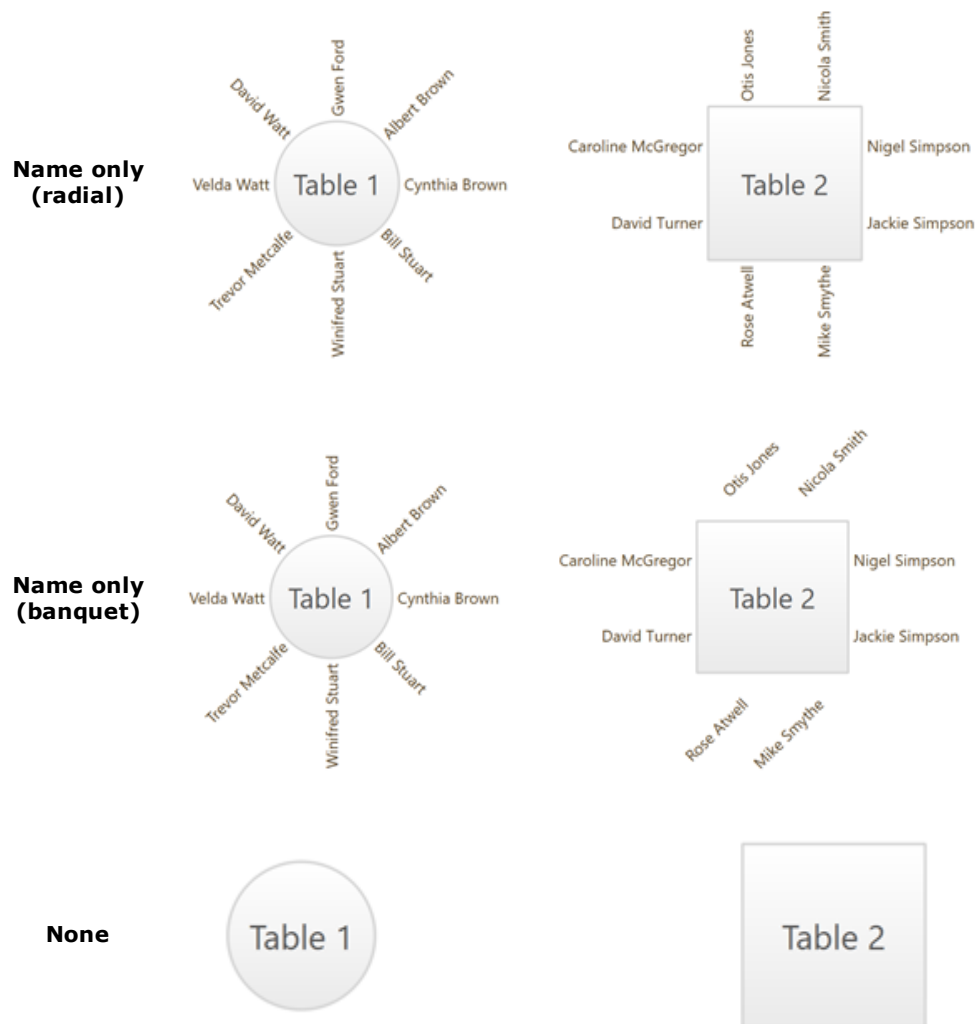 Gwen Ford
David Watt
Albert Brown
Name only
(radial)
Velda Watt
Table 1
Cynthia Brown
Trevor Metcalfe
Bill Stuart
Winifred Stuart
Otis Jones
Nicola Smith
Caroline McGregor
Nigel Simpson
Table 2
David Turner
Jackie Simpson
Rose Atwell
Mike Smythe
Gwen Ford
David Watt
Albert Brown
Name only
(banquet)
Velda Watt
Table 1
Cynthia Brown
Trevor Metcalfe
Bill Stuart
Winifred Stuart
Otis Jones
Nicola Smith
Caroline McGregor
Nigel Simpson
Table 2
David Turner
Jackie Simpson
Rose Atwell
Mike Smythe
None
Table 1
Table 2